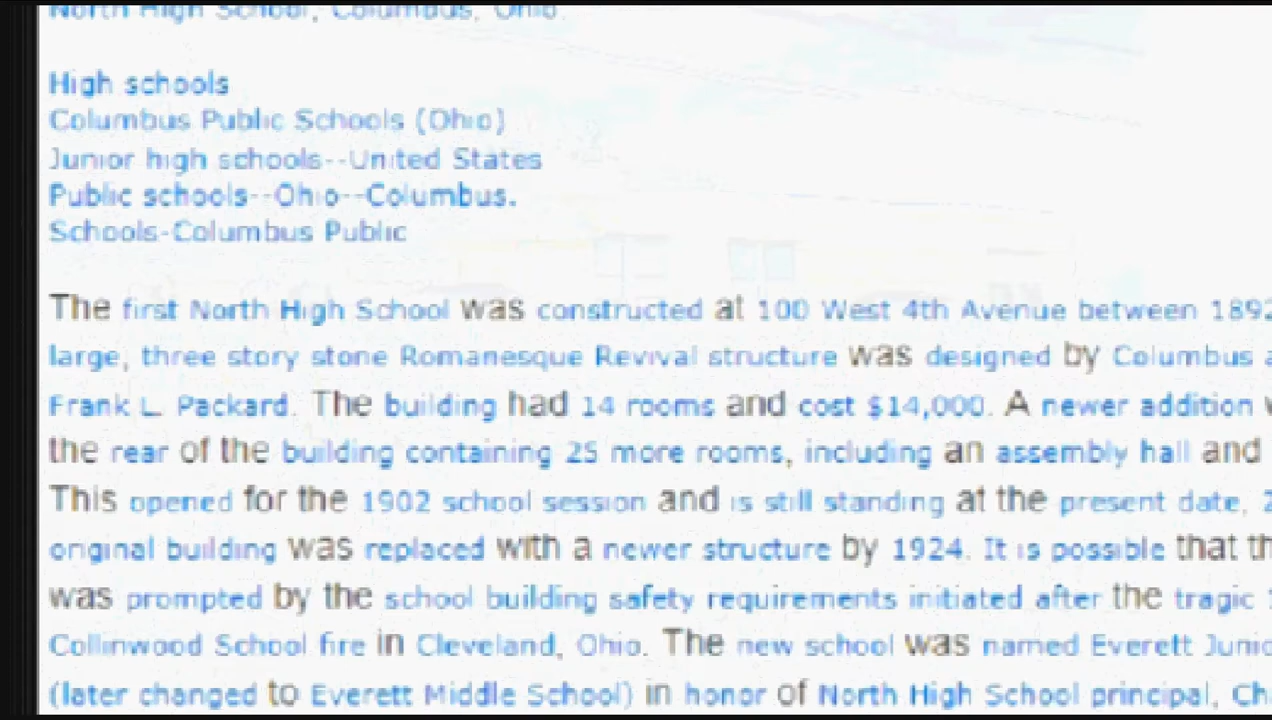 North High School, Columbus, Ohio.
High schools
Columbus Public Schools (Ohio)
Junior high schools--United States
Public schools--Ohio--Columbus.
Schools-Columbus Public
The first North High School was constructed at 100 West 4th Avenue between 1892
large, three story stone Romanesque Revival structure was designed by Columbus
Frank L. Packard. The building had 14 rooms and cost $14,000. A newer addition
the rear of the building containing 25 more rooms, including an assembly hall and
This opened for the 1902 school session and is still standing at the present date,
original building was replaced with a newer structure by 1924. It is possible that
was prompted by the school building safety requirements initiated after the tragic
Collinwood School fire in Cleveland, Ohio. The new school was named Everett
(later changed to Everett Middle School) in honor of North High School principal,